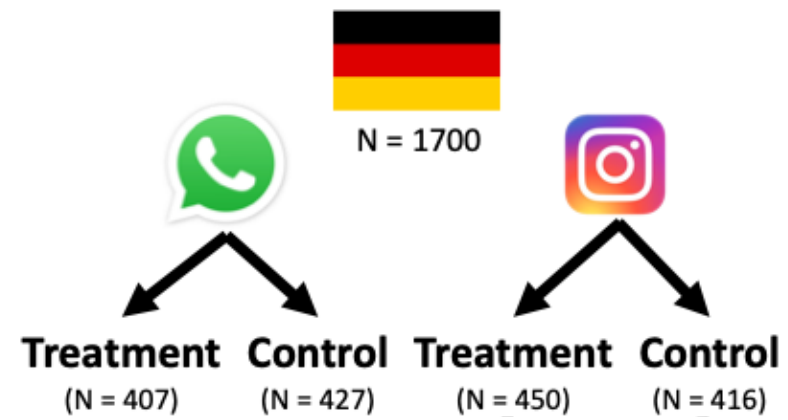 N = 1700
Treatment Control Treatment Control
(N = 407) (N = 427) (N = 450) (N = 416)